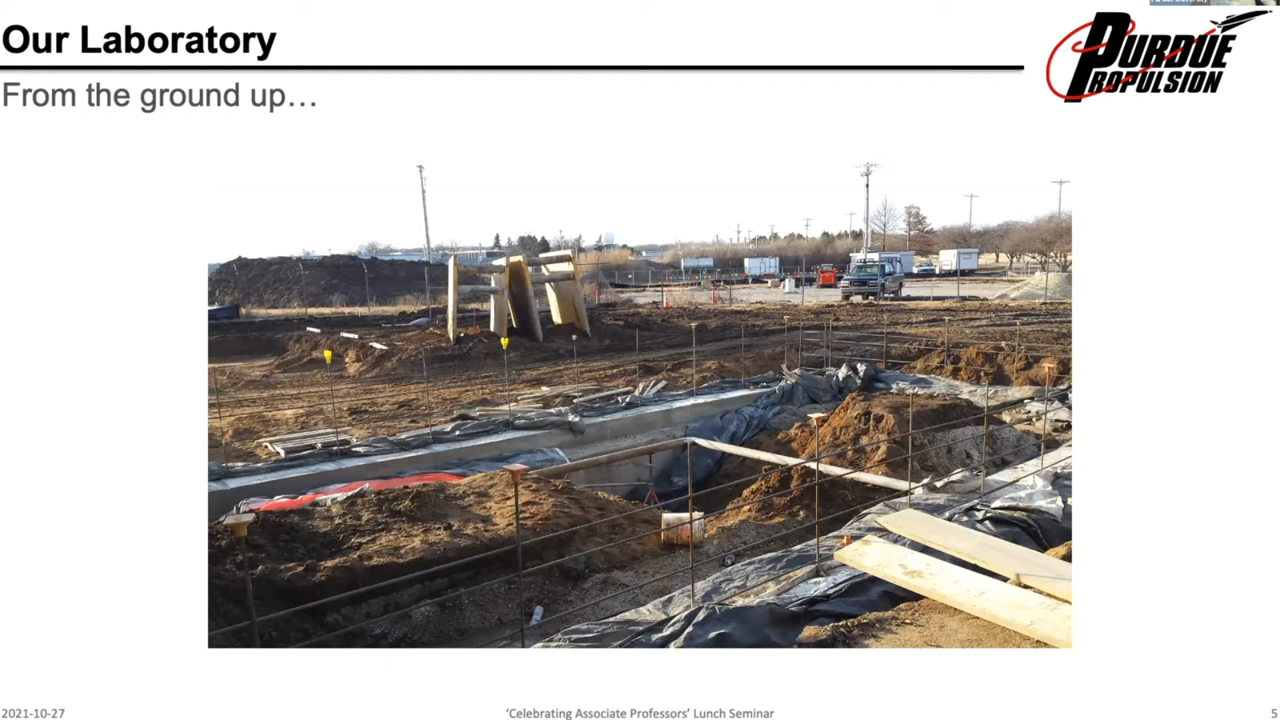 Our Laboratory
PURDUE
PROPULSION
From the ground up…
2021-10-27
‘Celebrating Associate Professors’ Lunch Seminar
5